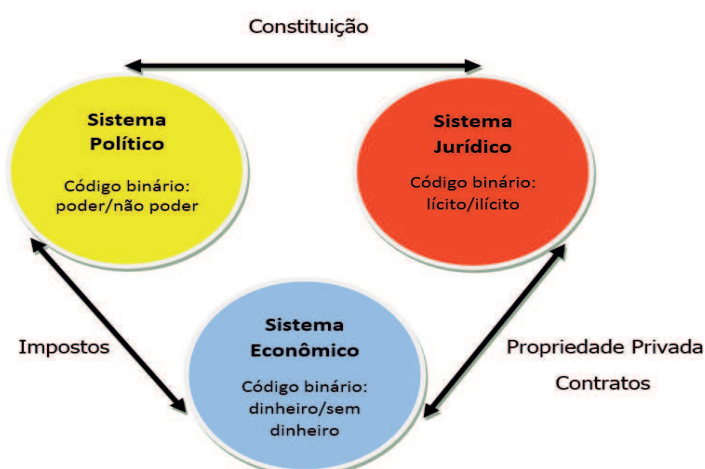 Constituição
Sistema
Político
Código binário:
poder/não poder
Sistema
Jurídico
Código binário:
lícito/ilícito
Impostos
Sistema
Econômico
Código binário:
dinheiro/sem
dinheiro
Propriedade Privada
Contratos